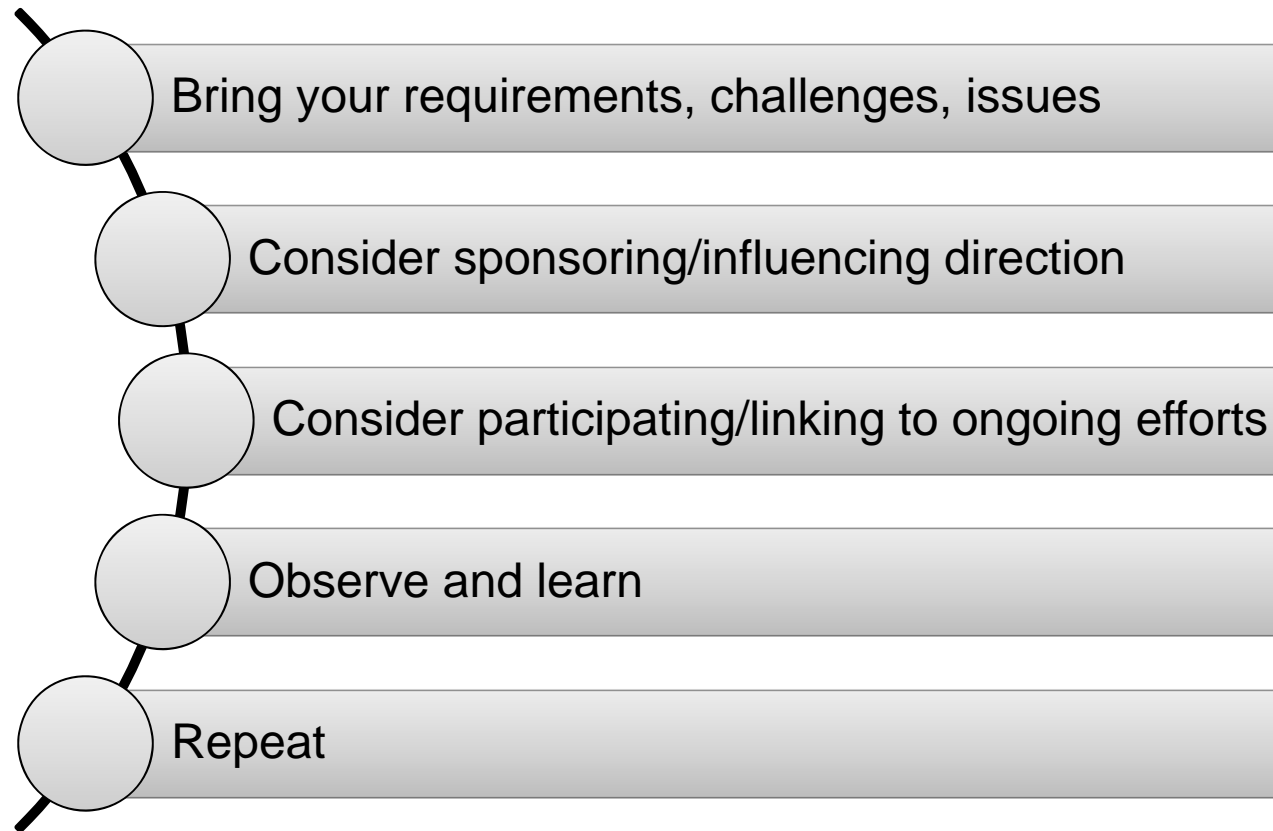 Bring your requirements, challenges, issues
Consider sponsoring/influencing direction
Consider participating/linking to ongoing efforts
Observe and learn
Repeat